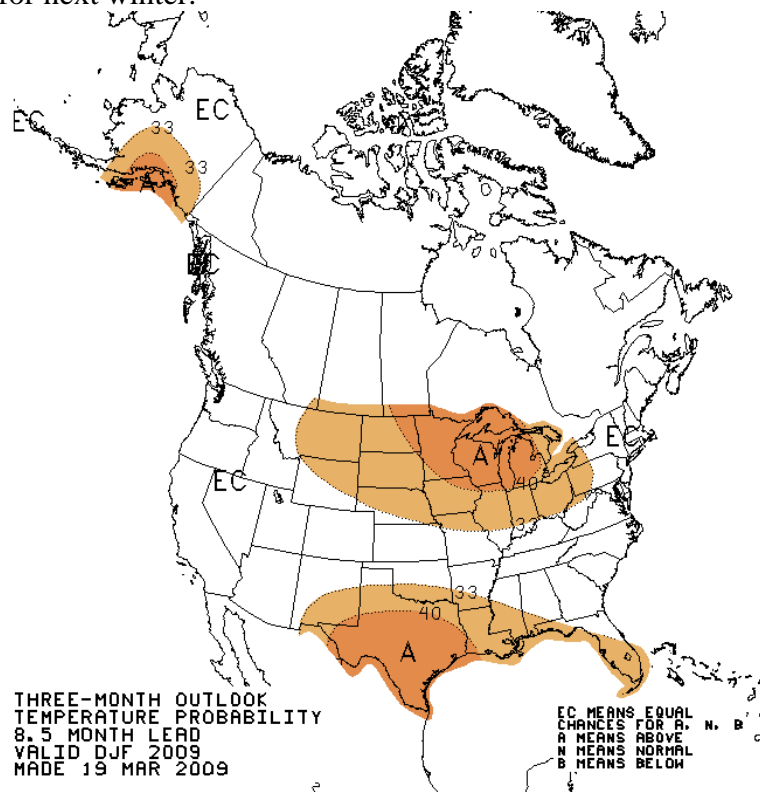 for next winter.
EC
EC
33
33
A
EC
EC
A
EC
40
33
33
40
A
THREE-MONTH OUTLOOK
TEMPERATURE PROBABILITY
8.5 MONTH LEAD
VALID DJF 2009
MADE 19 MAR 2009
EC MEANS EQUAL
CHANCES FOR A, N, B
A MEANS ABOVE
N MEANS NORMAL
B MEANS BELOW